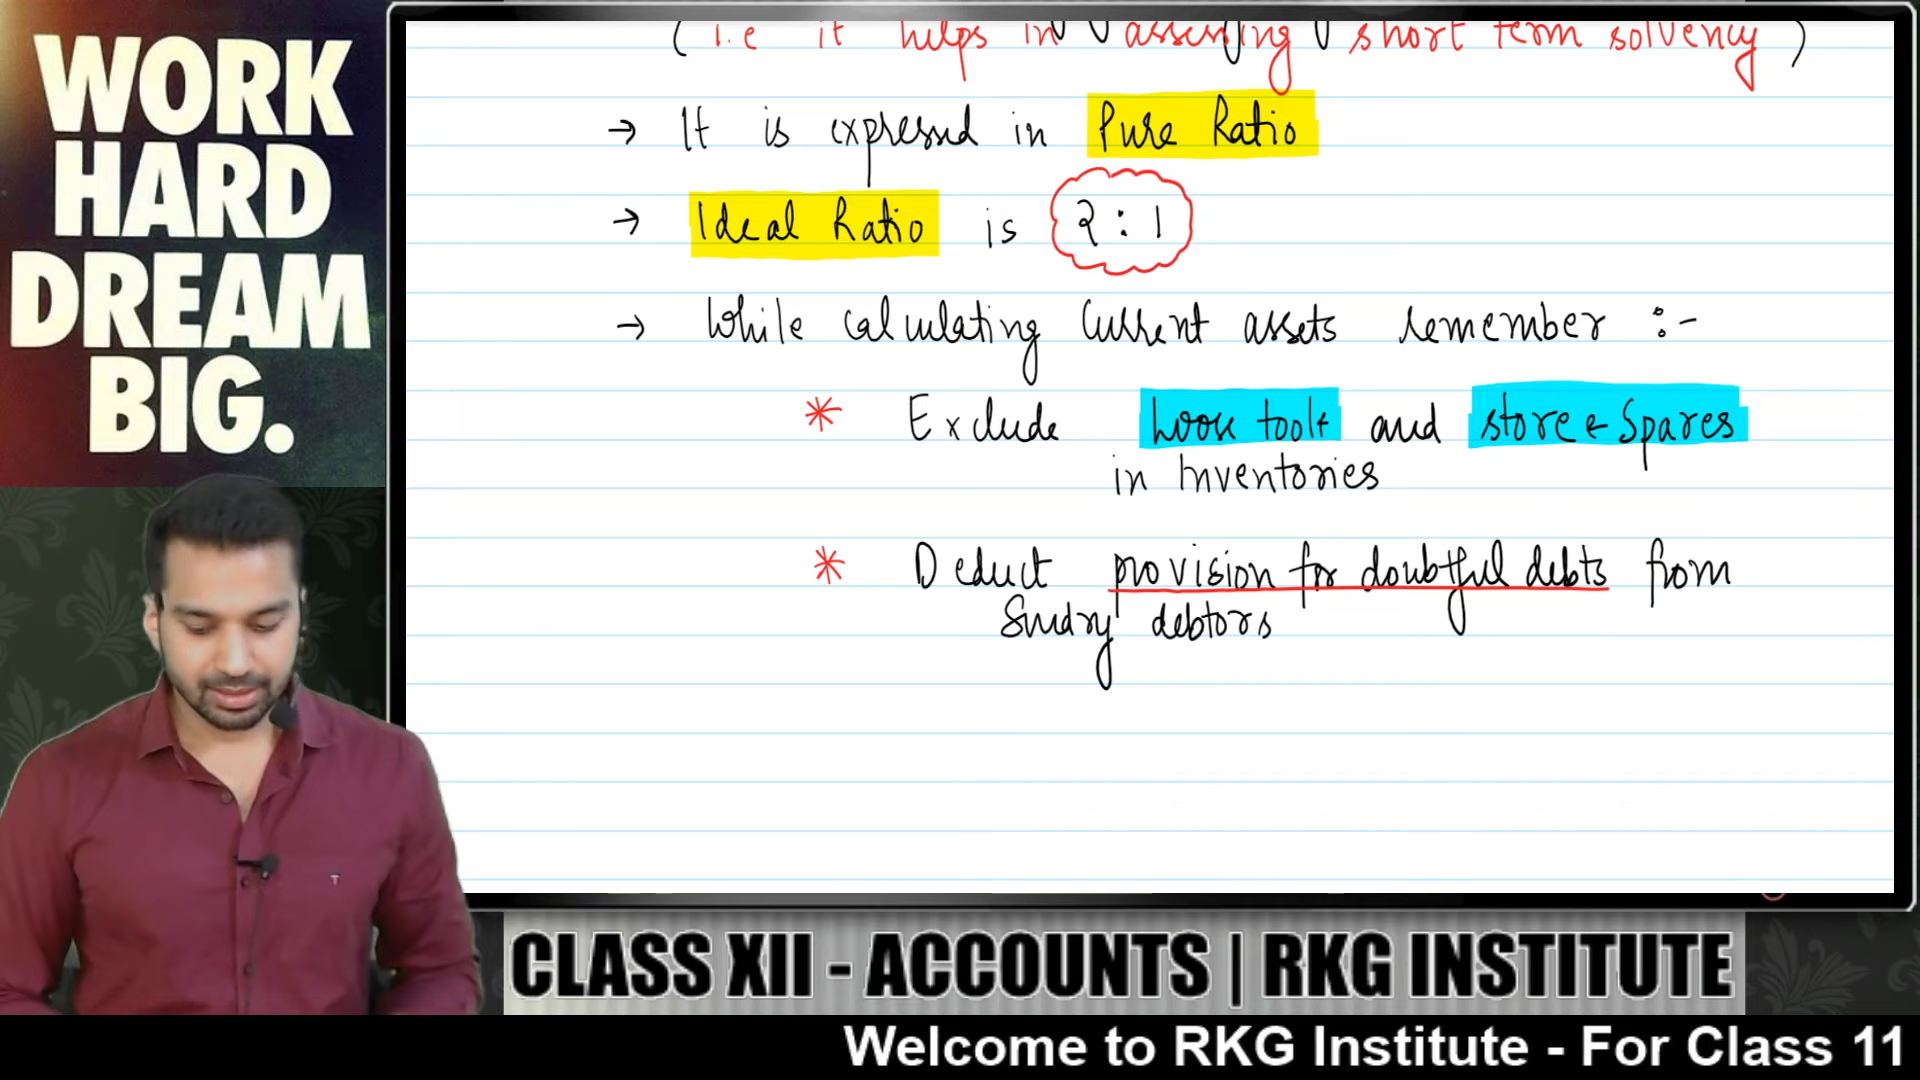 WORK
HARD
DREAM
BIG.
( i.e it helps in assessing short term solvency )
→ It is expressed in Pure Ratio
→ Ideal Ratio is 2 : 1
→ While calculating Current assets remember :-
* Exclude Loose tools and store & Spares
in Inventories
* Deduct provision for doubtful debts from
Sundry debtors
CLASS XII - ACCOUNTS | RKG INSTITUTE
Welcome to RKG Institute - For Class 11